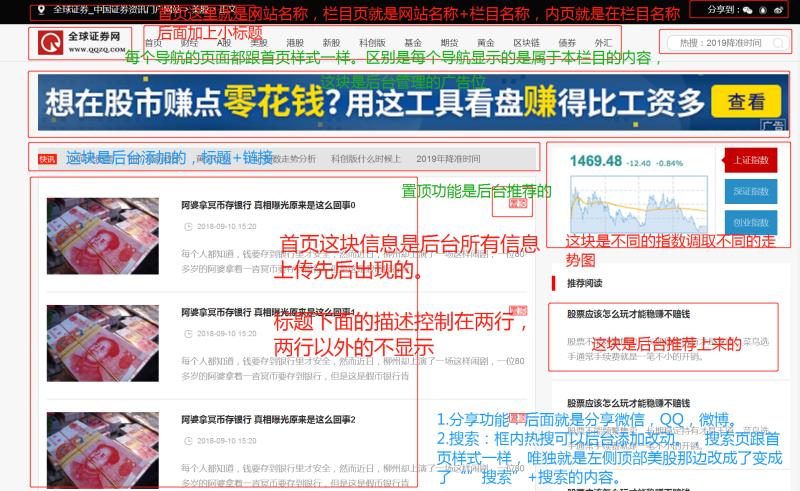 全球证券_中国证券资讯门户网站 > 美股 > 正文
首页这里就是网站名称，栏目页就是网站名称+栏目名称，内页就是在栏目名称
后面加上小标题
分享到：
全球证券网
WWW.QQZQ.COM
首页 财经 A股 美股 港股 新股 科创版 基金 期货 黄金 区块链 债券 外汇
热搜：2019降准时间
每个导航的页面都跟首页样式一样。区别是每个导航显示的是属于本栏目的内容，
这块是后台管理的广告位
想在股市赚点零花钱?用这工具看盘赚得比工资多
查看
广告
快讯
这块是后台添加的，标题+链接
数走势分析 科创版什么时候上 2019年降准时间
1469.48 -12.40 -0.84%
上证指数
深证指数
创业指数
置顶功能是后台推荐的
这块是不同的指数调取不同的走
势图
阿婆拿冥币存银行 真相曝光原来是这么回事0
置顶
2018-09-10 15:20
每个人都知道，钱要存到银行里才安全，然而近日，柳州却上演了一场这样闹剧，一位80
多岁的阿婆拿着一沓冥币要存到银行，但是这是假币银行肯
首页这块信息是后台所有信息
上传先后出现的。
推荐阅读
股票应该怎么玩才能稳赚不赔钱
选手通常手续费就是一笔不小的开销。
这块是后台推荐上来的
阿婆拿冥币存银行 真相曝光原来是这么回事1
置顶
2018-09-10 15:20
每个人都知道，钱要存到银行里才安全，然而近日，柳州却上演了一场这样闹剧，一位80
多岁的阿婆拿着一沓冥币要存到银行，但是这是假币银行肯
标题下面的描述控制在两行，
两行以外的不显示
股票应该怎么玩才能稳赚不赔钱
阿婆拿冥币存银行 真相曝光原来是这么回事2
2018-09-10 15:20
每个人都知道，钱要存到银行里才安全，然而近日，柳州却上演了一场这样闹剧，一位80
多岁的阿婆拿着一沓冥币要存到银行，但是这是假币银行肯
1.分享功能，后面就是分享微信，QQ，微博。
2.搜索：框内热搜可以后台添加改动。，搜索页跟首
页样式一样，唯独就是左侧顶部美股那边改成了变成
了 “”搜索”+搜索的内容。
股票应该怎么玩才能稳赚不赔钱